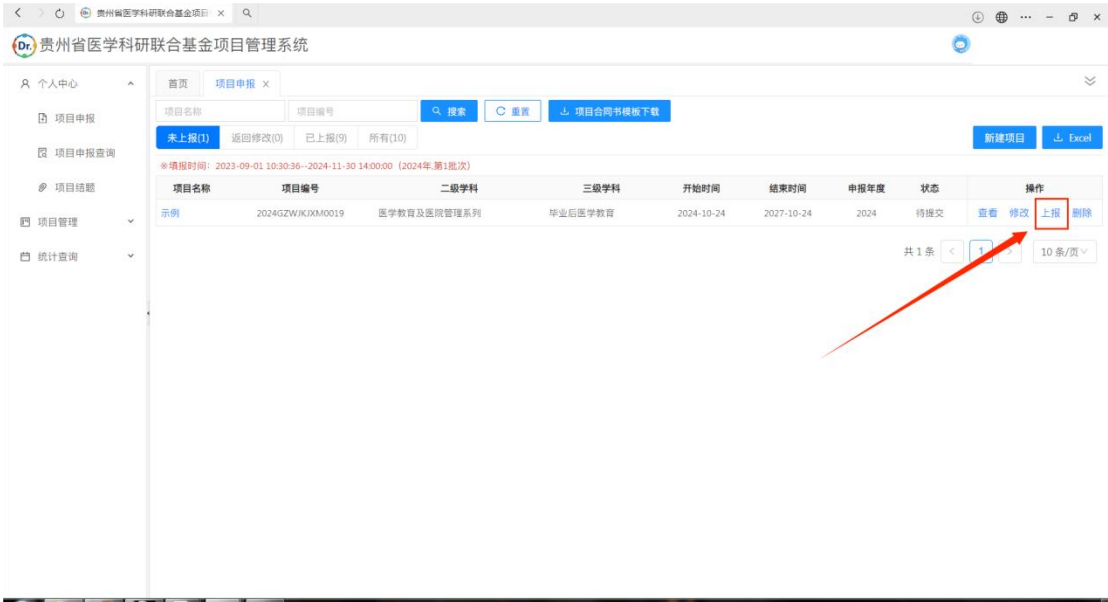 贵州省医学科研联合基金项目
Dr. 贵州省医学科研联合基金项目管理系统
个人中心
项目申报
项目申报查询
项目结题
项目管理
统计查询
首页 项目申报
项目名称 项目编号 搜索 重置 项目合同书模板下载
未上报(1) 返回修改(0) 已上报(9) 所有(10) 新建项目 Excel
※填报时间：2023-09-01 10:30:36--2024-11-30 14:00:00（2024年,第1批次）
项目名称 项目编号 二级学科 三级学科 开始时间 结束时间 申报年度 状态 操作
示例 2024GZWJKJXM0019 医学教育及医院管理系列 毕业后医学教育 2024-10-24 2027-10-24 2024 待提交 查看 修改 上报 删除
共 1 条 < 1 > 10 条/页